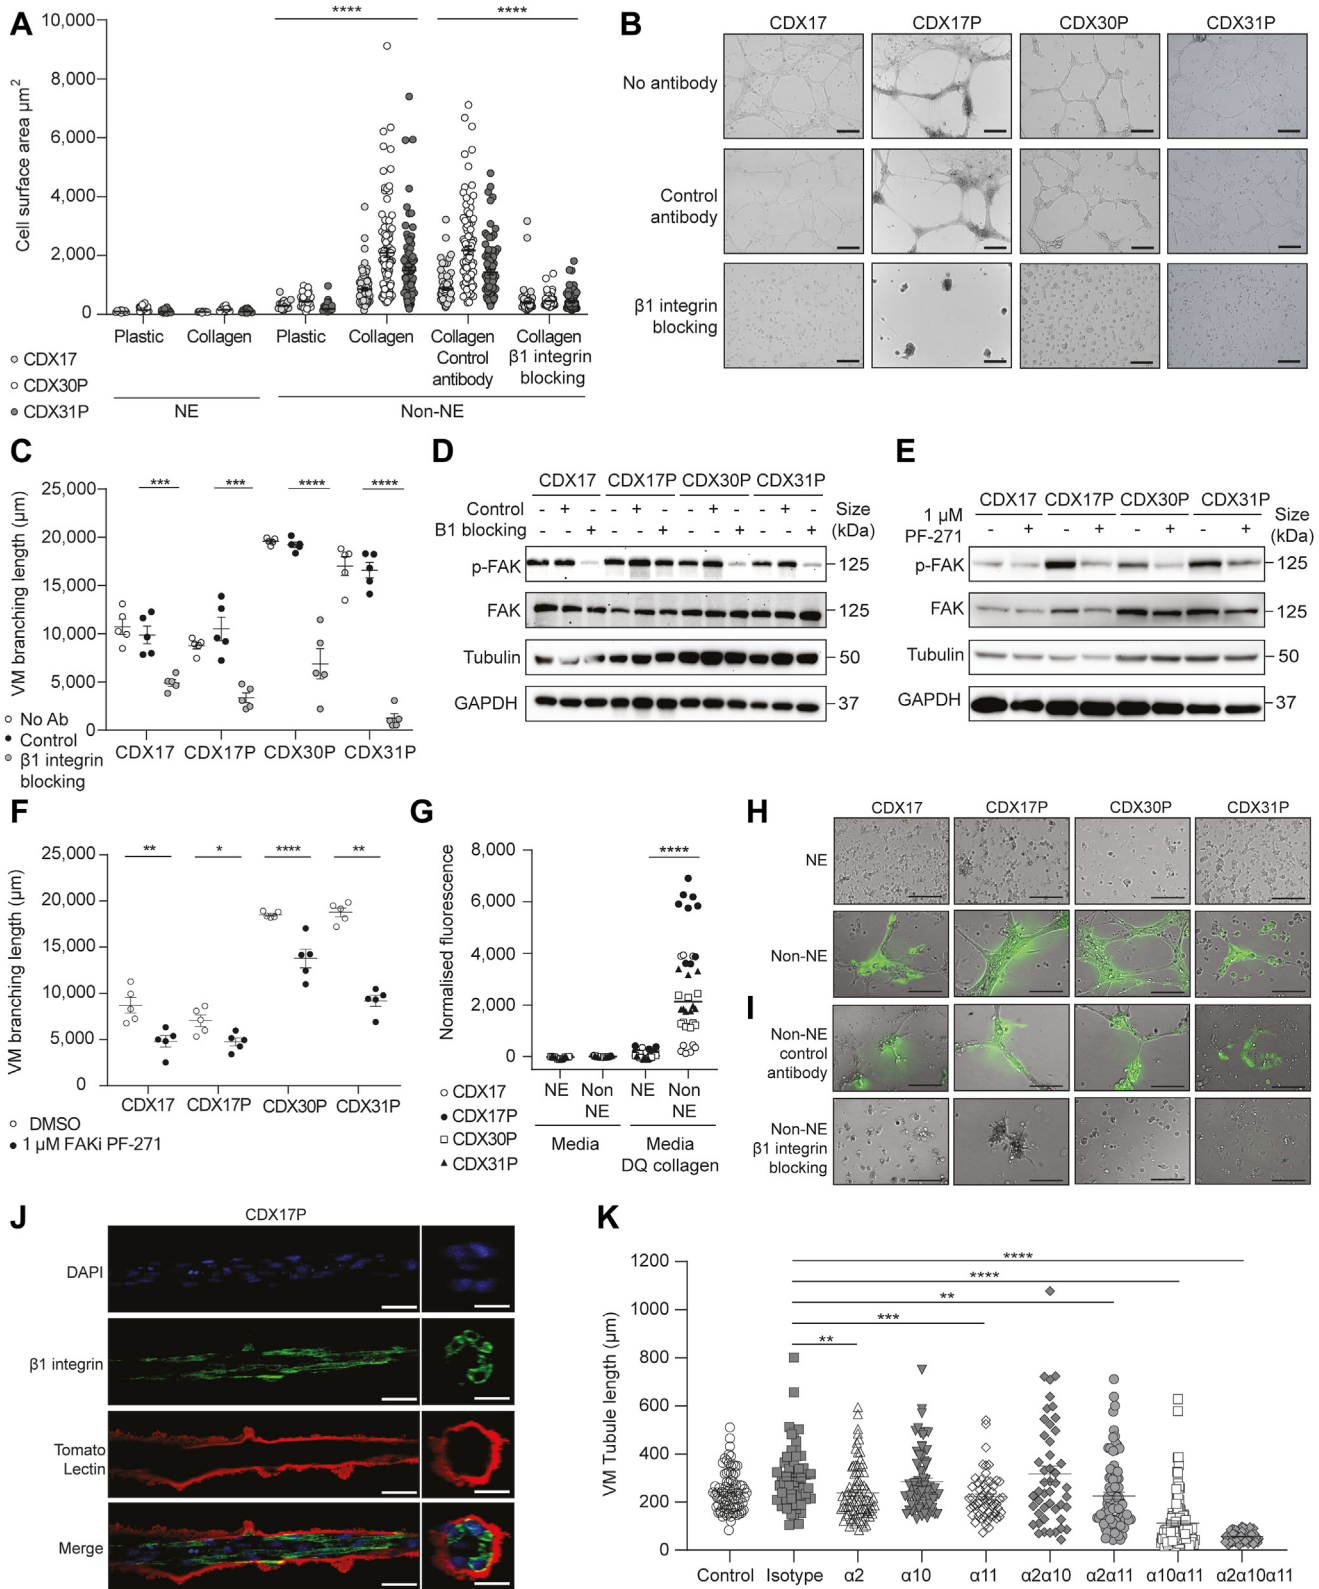 A
Cell surface area µm²
10,000
8,000
6,000
4,000
2,000
0
****
****
Plastic
Collagen
Plastic
Collagen
Collagen
Control
antibody
Collagen
β1 integrin
blocking
CDX17
CDX30P
CDX31P
NE
Non-NE
B
CDX17
CDX17P
CDX30P
CDX31P
No antibody
Control
antibody
β1 integrin
blocking
C
VM branching length (µm)
25,000
20,000
15,000
10,000
5,000
0
***
***
****
****
CDX17
CDX17P
CDX30P
CDX31P
No Ab
Control
β1 integrin
blocking
D
CDX17
CDX17P
CDX30P
CDX31P
Control - + - - + - - + - - + -
B1 blocking - - + - - + - - + - - +
Size
(kDa)
p-FAK
125
FAK
125
Tubulin
50
GAPDH
37
E
CDX17
CDX17P
CDX30P
CDX31P
1 µM
PF-271
- + - + - + - +
Size
(kDa)
p-FAK
125
FAK
125
Tubulin
50
GAPDH
37
F
VM branching length (µm)
25,000
20,000
15,000
10,000
5,000
0
**
*
****
**
CDX17
CDX17P
CDX30P
CDX31P
DMSO
1 µM FAKi PF-271
G
Normalised fluorescence
8,000
6,000
4,000
2,000
0
****
NE
Non
NE
NE
Non
NE
Media
Media
DQ collagen
CDX17
CDX17P
CDX30P
CDX31P
H
CDX17
CDX17P
CDX30P
CDX31P
NE
Non-NE
I
Non-NE
control
antibody
Non-NE
β1 integrin
blocking
J
CDX17P
DAPI
β1 integrin
Tomato
Lectin
Merge
K
VM Tubule length (µm)
1200
1000
800
600
400
200
0
****
****
**
***
**
Control
Isotype
α2
α10
α11
α2α10
α2α11
α10α11
α2α10α11